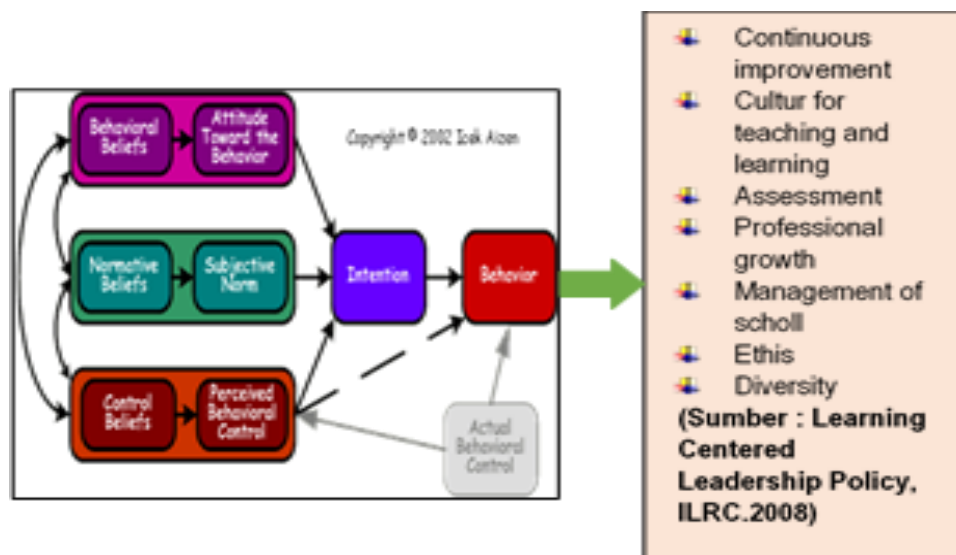 Behavioral
Beliefs
Attitude
Toward the
Behavior
Copyright © 2002 Icek Aizen
Normative
Beliefs
Subjective
Norm
Intention
Behavior
Control
Beliefs
Perceived
Behavioral
Control
Actual
Behavioral
Control
Continuous
improvement
Cultur for
teaching and
learning
Assessment
Professional
growth
Management of
scholl
Ethis
Diversity
(Sumber : Learning
Centered
Leadership Policy,
ILRC.2008)